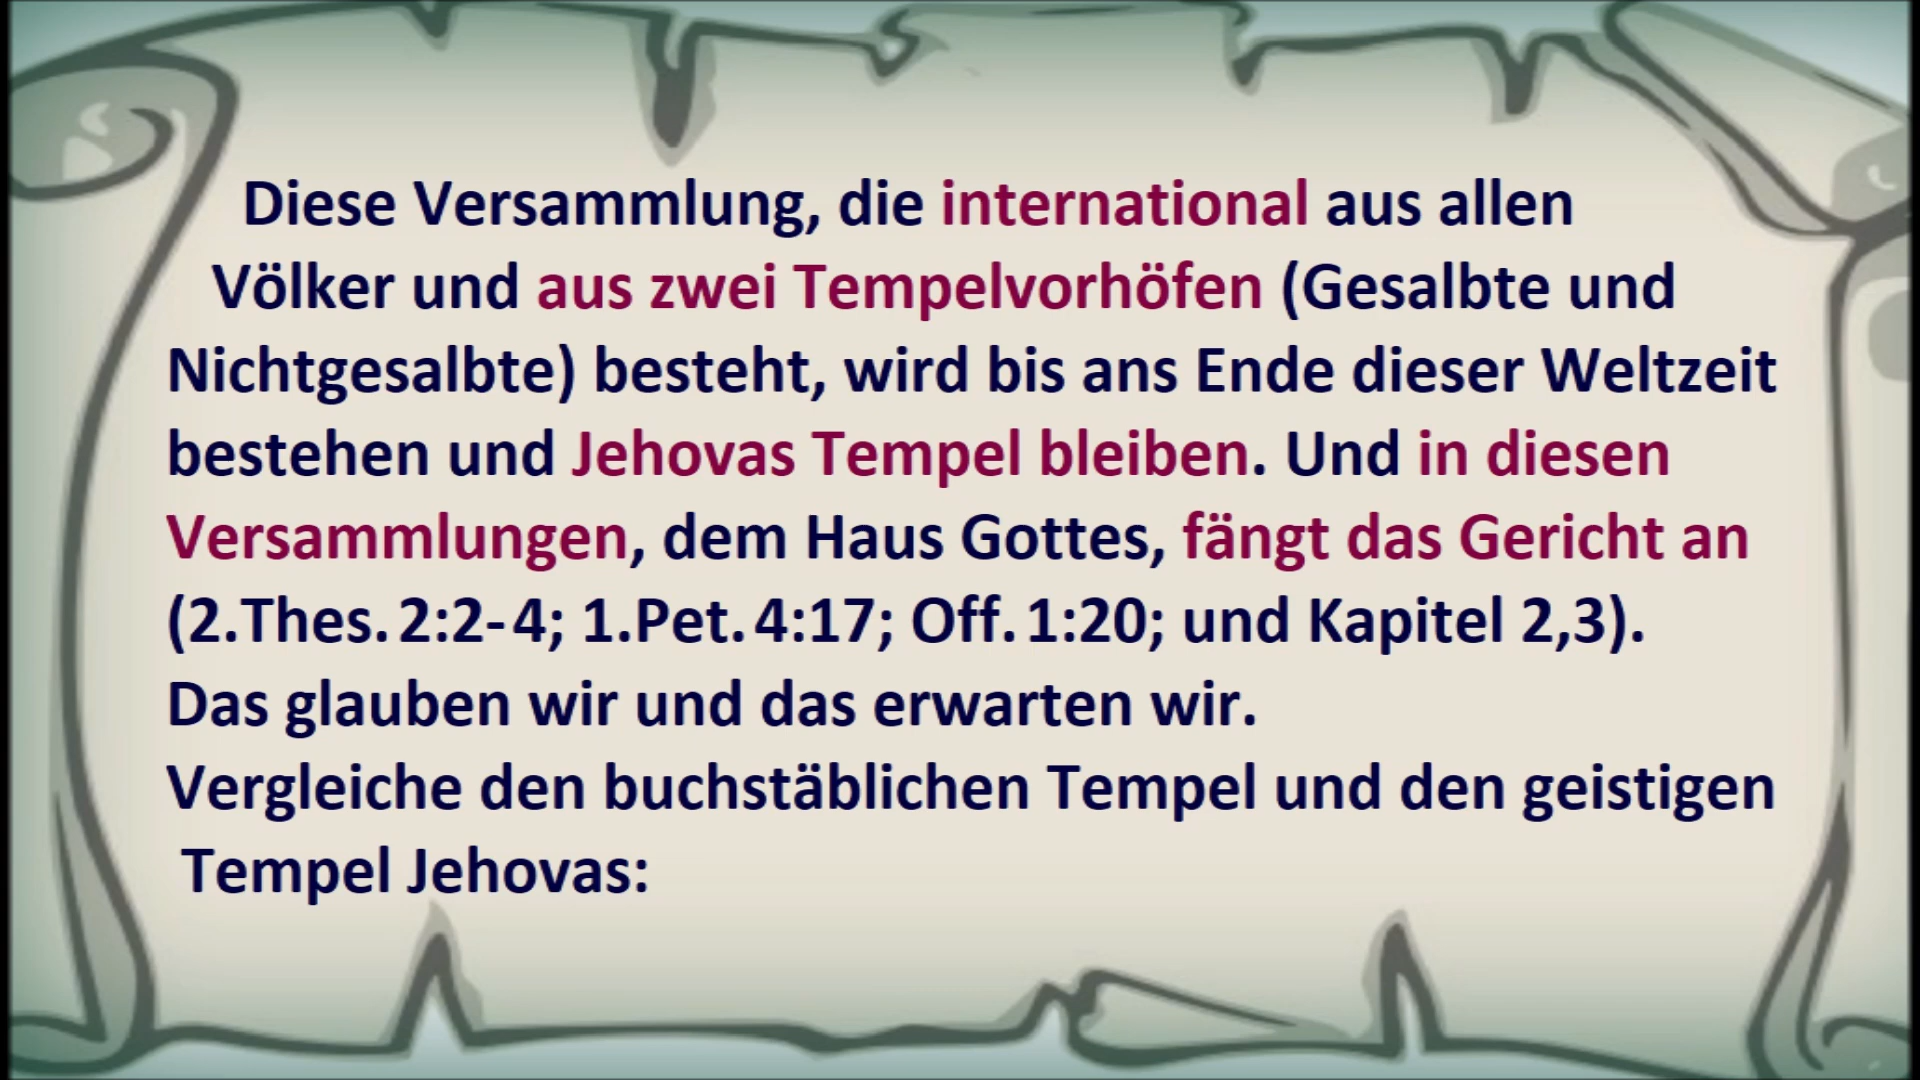 Diese Versammlung, die international aus allen
Völker und aus zwei Tempelvorhöfen (Gesalbte und
Nichtgesalbte) besteht, wird bis ans Ende dieser Weltzeit
bestehen und Jehovas Tempel bleiben. Und in diesen
Versammlungen, dem Haus Gottes, fängt das Gericht an
(2.Thes. 2:2-4; 1.Pet. 4:17; Off. 1:20; und Kapitel 2,3).
Das glauben wir und das erwarten wir.
Vergleiche den buchstäblichen Tempel und den geistigen
Tempel Jehovas: